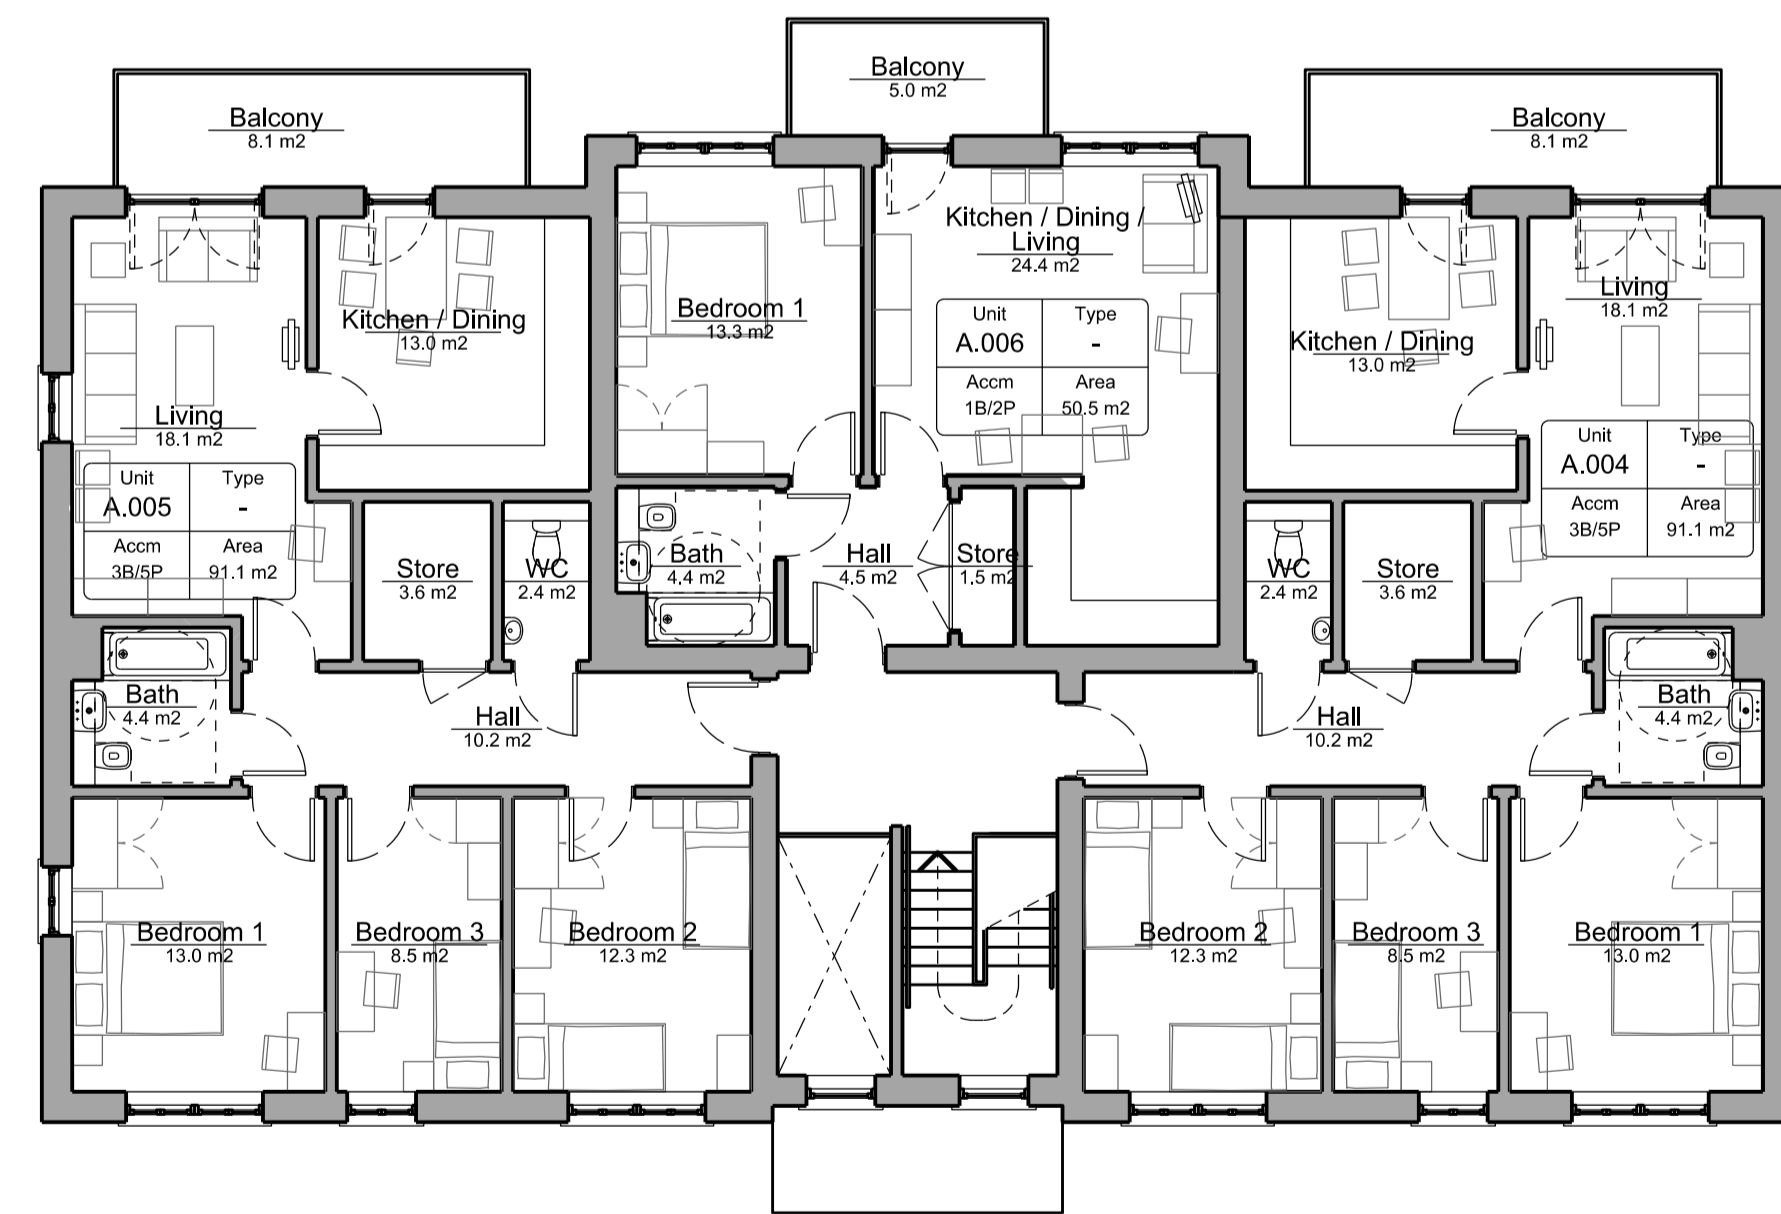 Balcony
5.0 m2
Balcony
8.1 m2
Balcony
8.1 m2
Kitchen / Dining /
Living
24.4 m2
Bedroom 1
13.3 m2
Kitchen / Dining
13.0 m2
Living
18.1 m2
Unit
A.006
Type
-
Accm
1B/2P
Area
50.5 m2
Kitchen / Dining
13.0 m2
Living
18.1 m2
Unit
A.005
Type
-
Accm
3B/5P
Area
91.1 m2
Unit
A.004
Type
-
Accm
3B/5P
Area
91.1 m2
Store
3.6 m2
WC
2.4 m2
Bath
4.4 m2
Hall
4.5 m2
Store
1.5 m2
WC
2.4 m2
Store
3.6 m2
Bath
4.4 m2
Hall
10.2 m2
Hall
10.2 m2
Bath
4.4 m2
Bedroom 1
13.0 m2
Bedroom 3
8.5 m2
Bedroom 2
12.3 m2
Bedroom 2
12.3 m2
Bedroom 3
8.5 m2
Bedroom 1
13.0 m2